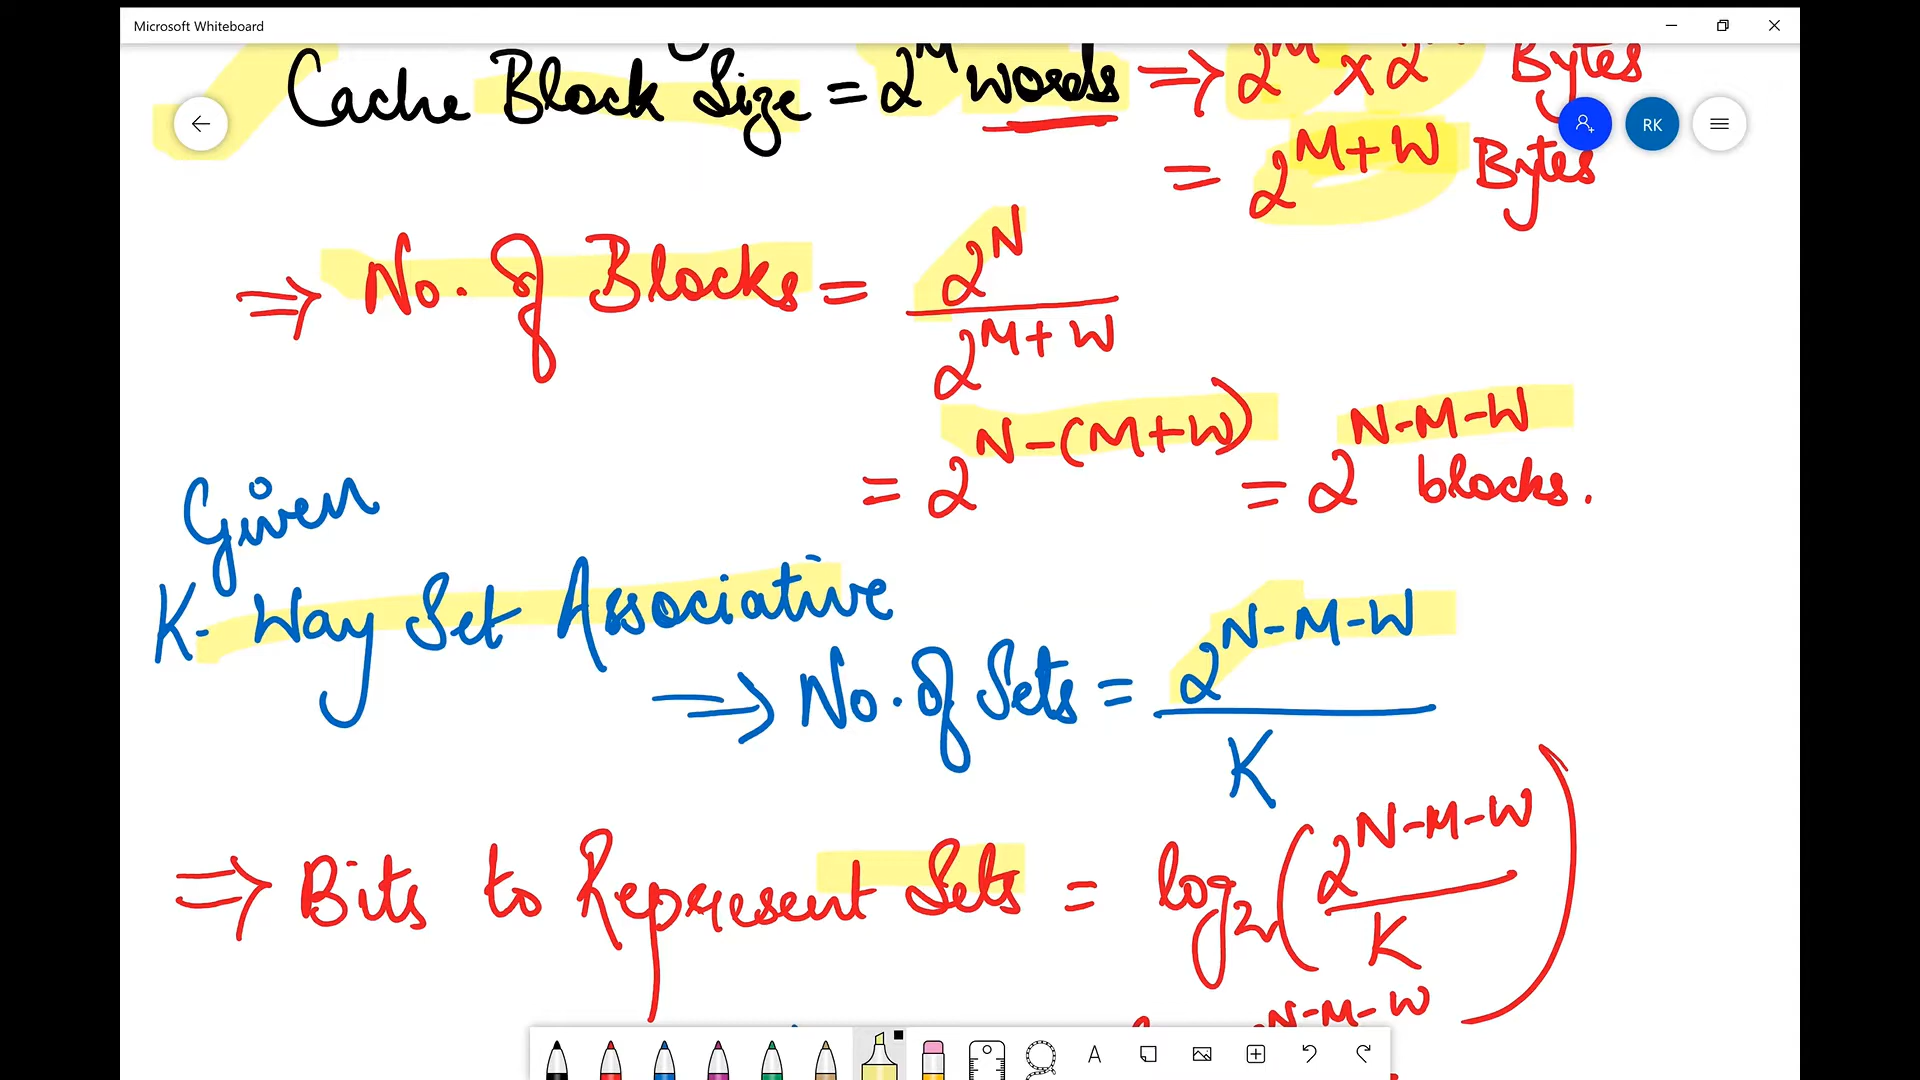 Microsoft Whiteboard
Cache Block Size = 2^M words => 2^M x 2 Bytes
= 2^(M+W) Bytes
RK
=> No. of Blocks = 2^N / 2^(M+W)
= 2^(N-(M+W)) = 2^(N-M-W) blocks.
Given
K-Way Set Associative
=> No. of Sets = 2^(N-M-W) / K
=> Bits to Represent Sets = log2 (2^(N-M-W) / K)
N-M-W
A